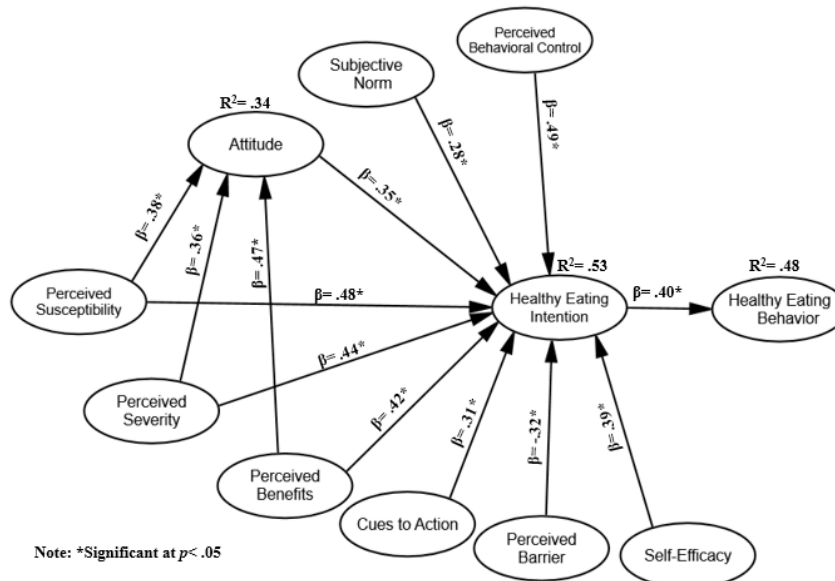 Perceived
Behavioral Control
Subjective
Norm
R²= .34
Attitude
β= .49*
β= .28*
β= .35*
β= .38*
β= .36*
β= .47*
R²= .53
R²= .48
Perceived
Susceptibility
β= .48*
Healthy Eating
Intention
β= .40*
Healthy Eating
Behavior
β= .44*
Perceived
Severity
β= .42*
β= .31*
β= -.32*
β=.39*
Perceived
Benefits
Cues to Action
Perceived
Barrier
Self-Efficacy
Note: *Significant at p< .05